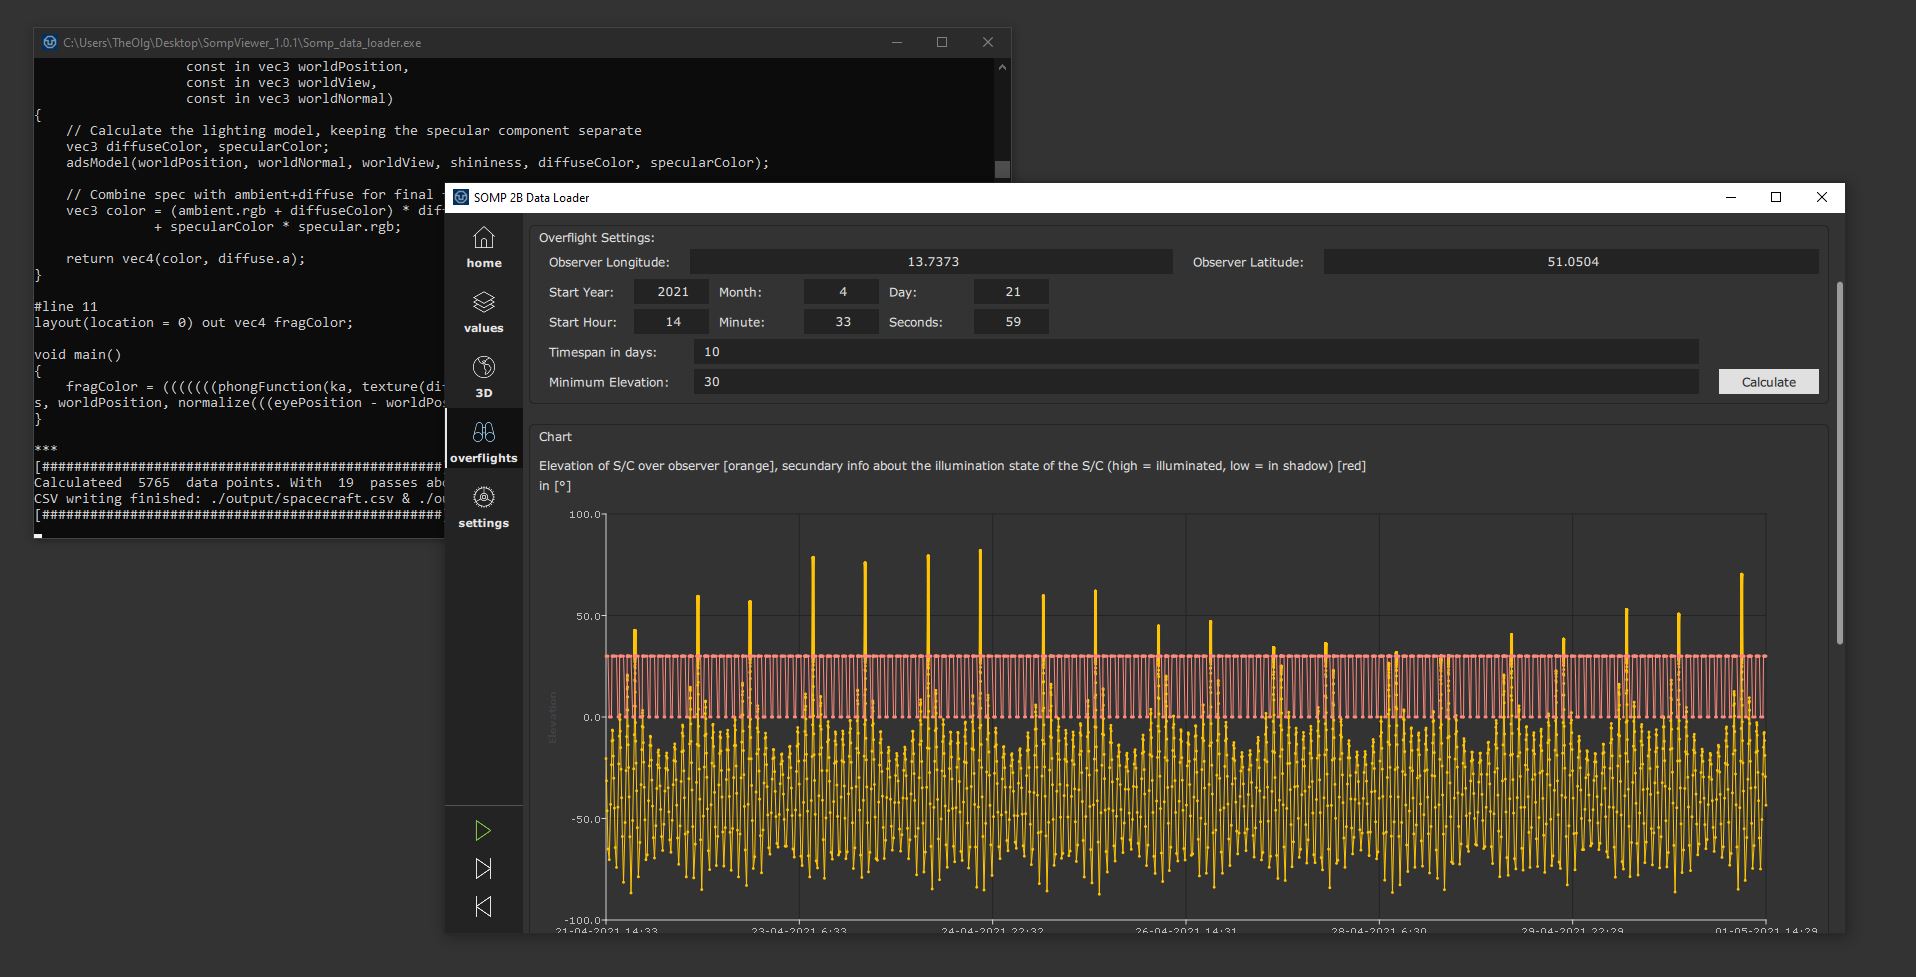 C:\Users\TheOlg\Desktop\SompViewer_1.0.1\Somp_data_loader.exe
const in vec3 worldPosition,
const in vec3 worldView,
const in vec3 worldNormal)
{
// Calculate the lighting model, keeping the specular component separate
vec3 diffuseColor, specularColor;
adsModel(worldPosition, worldNormal, worldView, shininess, diffuseColor, specularColor);
// Combine spec with ambient+diffuse for final
vec3 color = (ambient.rgb + diffuseColor) * dif
+ specularColor * specular.rgb;
return vec4(color, diffuse.a);
}
#line 11
layout(location = 0) out vec4 fragColor;
void main()
{
fragColor = (((((((phongFunction(ka, texture(di
s, worldPosition, normalize(((eyePosition - worldPos
}
***
[##################################################
Calculateed  5765  data points. With  19  passes abo
CSV writing finished: ./output/spacecraft.csv & ./ou
[##################################################
SOMP 2B Data Loader
home
values
3D
overflights
settings
Overflight Settings:
Observer Longitude: 13.7373 Observer Latitude: 51.0504
Start Year: 2021 Month: 4 Day: 21
Start Hour: 14 Minute: 33 Seconds: 59
Timespan in days: 10
Minimum Elevation: 30 Calculate
Chart
Elevation of S/C over observer [orange], secundary info about the illumination state of the S/C (high = illuminated, low = in shadow) [red]
in [°]
100.0
50.0
0.0
-50.0
-100.0
Elevation
21-04-2021 14:33 23-04-2021 6:33 24-04-2021 22:32 26-04-2021 14:31 28-04-2021 6:30 29-04-2021 22:29 01-05-2021 14:29